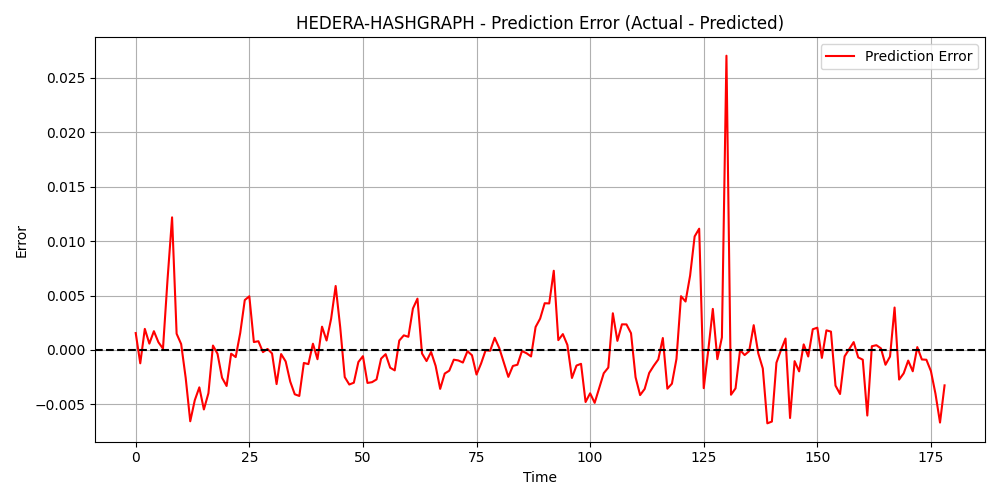 HEDERA-HASHGRAPH - Prediction Error (Actual - Predicted)
Prediction Error
Error
0.025
0.020
0.015
0.010
0.005
0.000
−0.005
0 25 50 75 100 125 150 175
Time